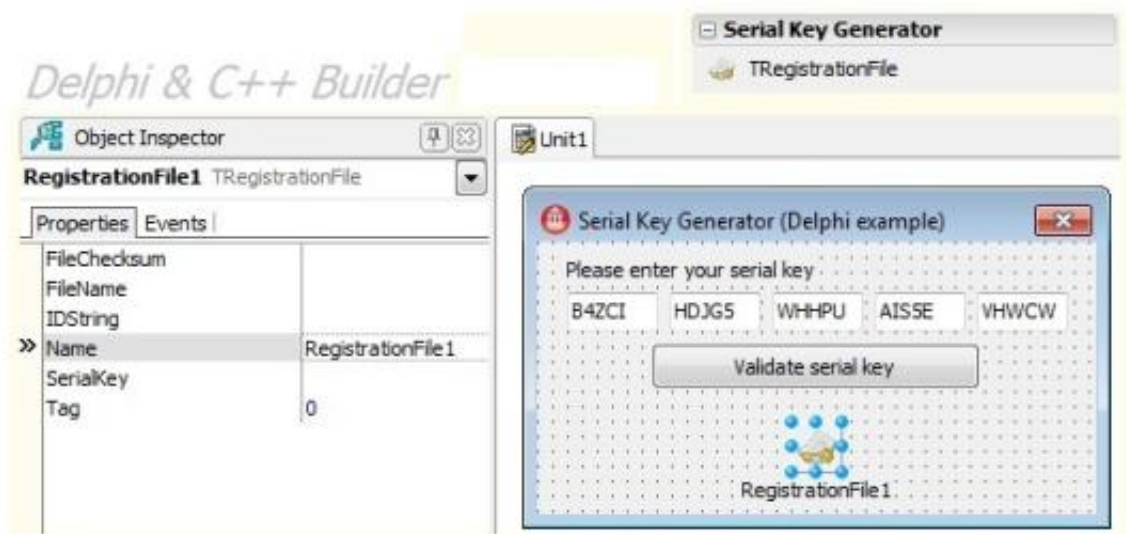 Serial Key Generator
TRegistrationFile
Delphi & C++ Builder
Object Inspector
RegistrationFile1 TRegistrationFile
Properties Events
FileChecksum
FileName
IDString
Name RegistrationFile1
SerialKey
Tag 0
Unit1
Serial Key Generator (Delphi example)
Please enter your serial key
B4ZCI HDJG5 WHHPU AIS5E VHWCW
Validate serial key
RegistrationFile1